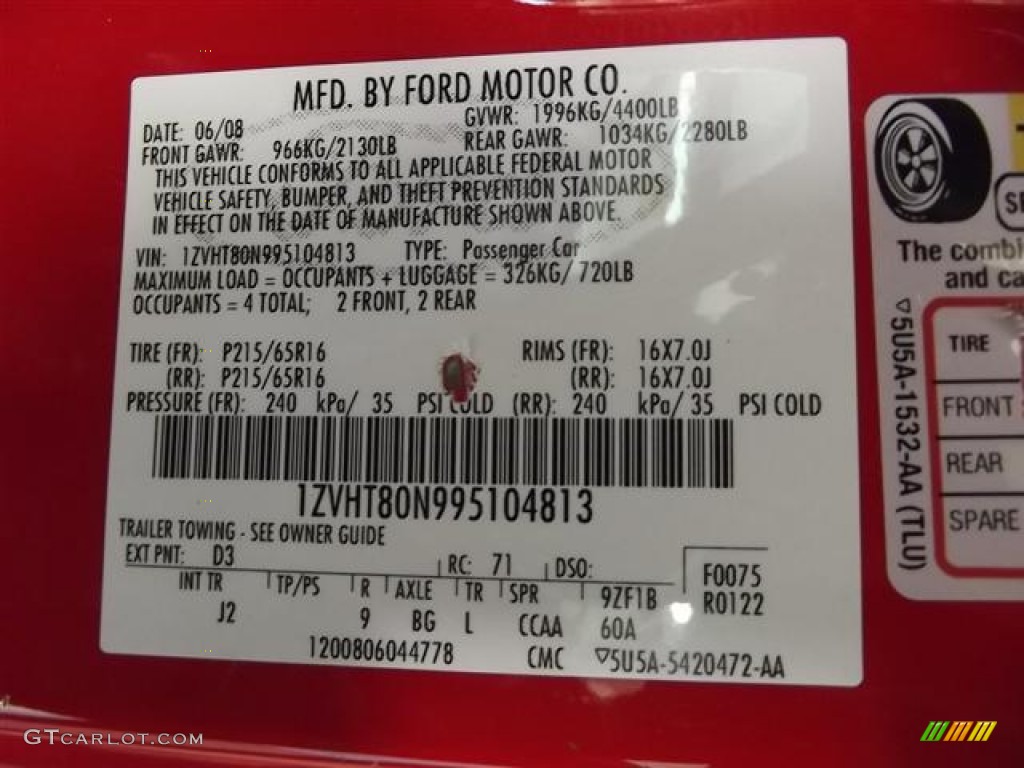 MFD. BY FORD MOTOR CO.
DATE: 06/08 GVWR: 1996KG/4400LB
FRONT GAWR: 966KG/2130LB REAR GAWR: 1034KG/2280LB
THIS VEHICLE CONFORMS TO ALL APPLICABLE FEDERAL MOTOR
VEHICLE SAFETY, BUMPER, AND THEFT PREVENTION STANDARDS
IN EFFECT ON THE DATE OF MANUFACTURE SHOWN ABOVE.
VIN: 1ZVHT80N995104813 TYPE: Passenger Car
MAXIMUM LOAD = OCCUPANTS + LUGGAGE = 326KG/ 720LB
OCCUPANTS = 4 TOTAL; 2 FRONT, 2 REAR
TIRE (FR): P215/65R16 RIMS (FR): 16X7.0J
(RR): P215/65R16 (RR): 16X7.0J
PRESSURE (FR): 240 kPa/ 35 PSI COLD (RR): 240 kPa/ 35 PSI COLD
1ZVHT80N995104813
TRAILER TOWING - SEE OWNER GUIDE
EXT PNT: D3 RC: 71 DSO: F0075
INT TR TP/PS R AXLE TR SPR 9ZF1B R0122
J2 9 BG L CCAA 60A
1200806044778 CMC ▽5U5A-5420472-AA
The combi
and ca
TIRE
FRONT
REAR
SPARE
▽5U5A-1532-AA (TLU)
GTCARLOT.COM